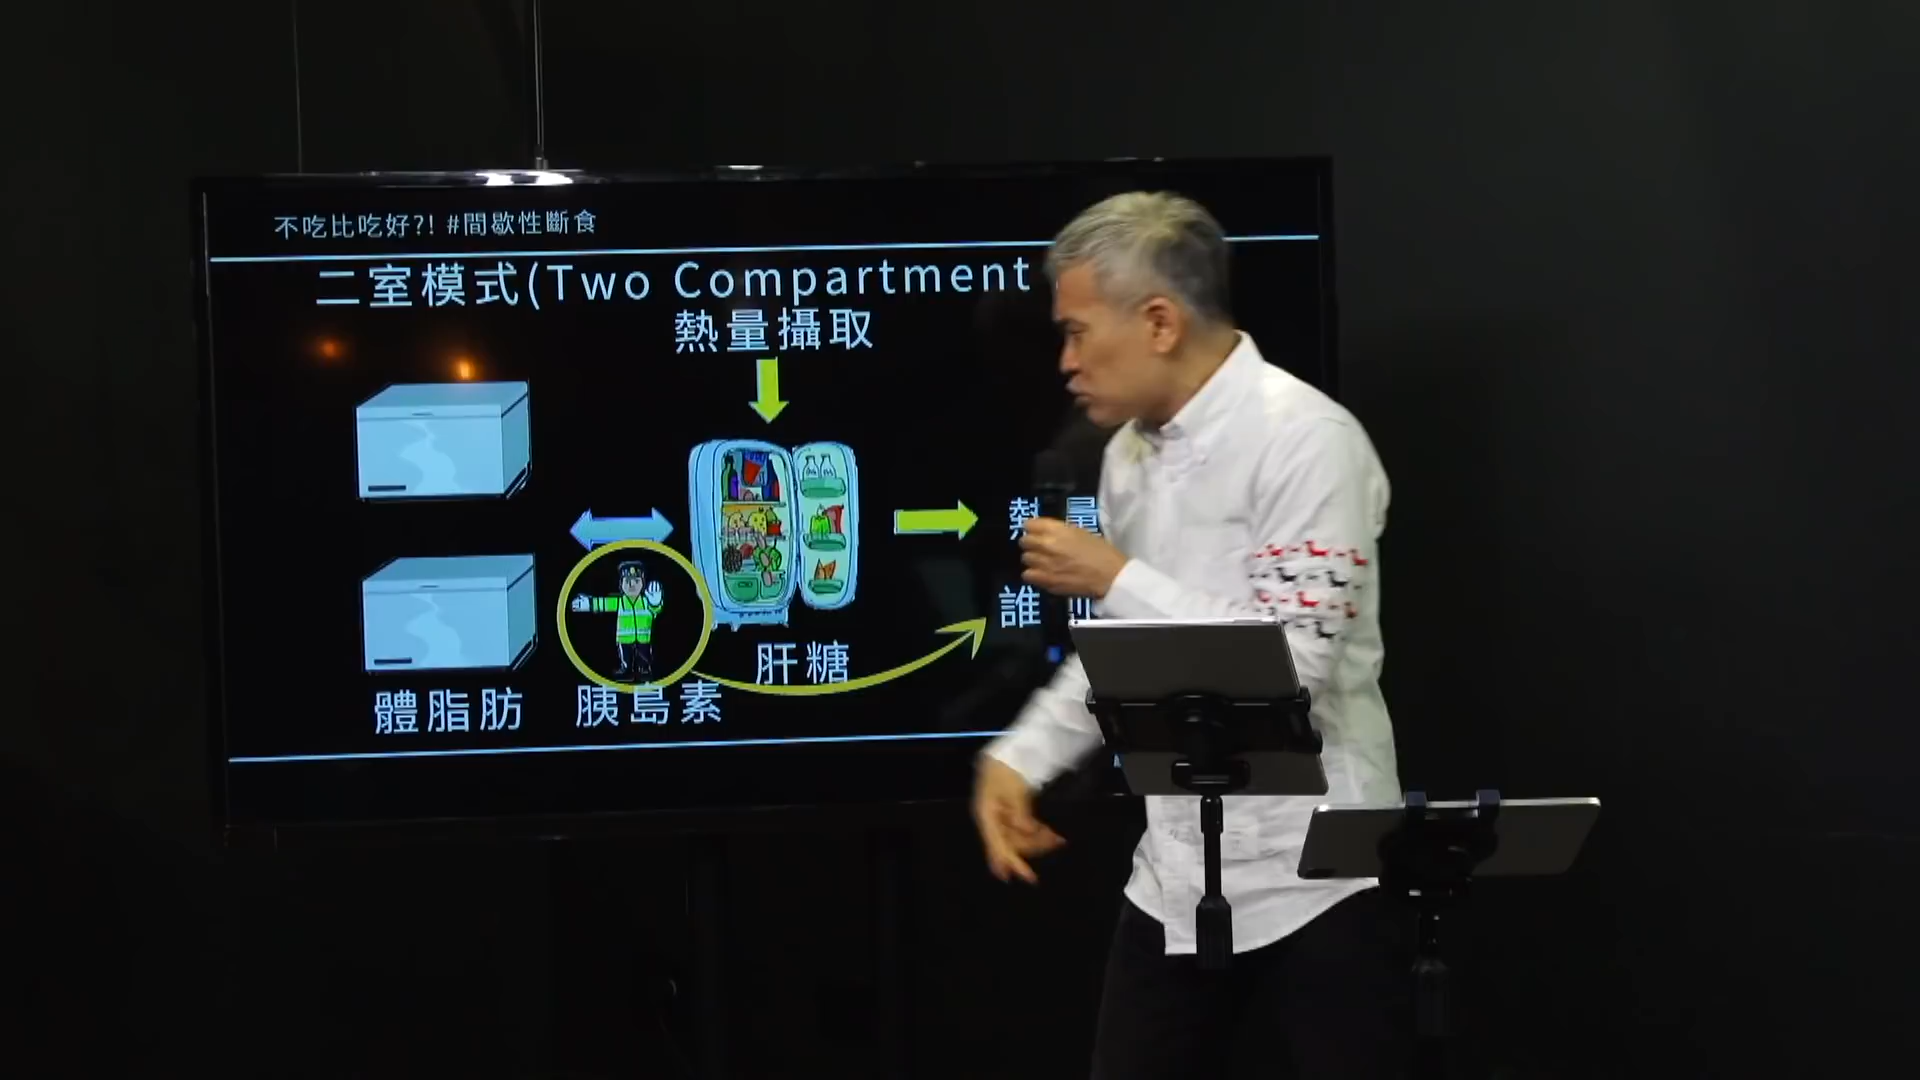 不吃比吃好?! #間歇性斷食
二室模式(Two Compartment
熱量攝取
熱量
誰
肝糖
體脂肪
胰島素